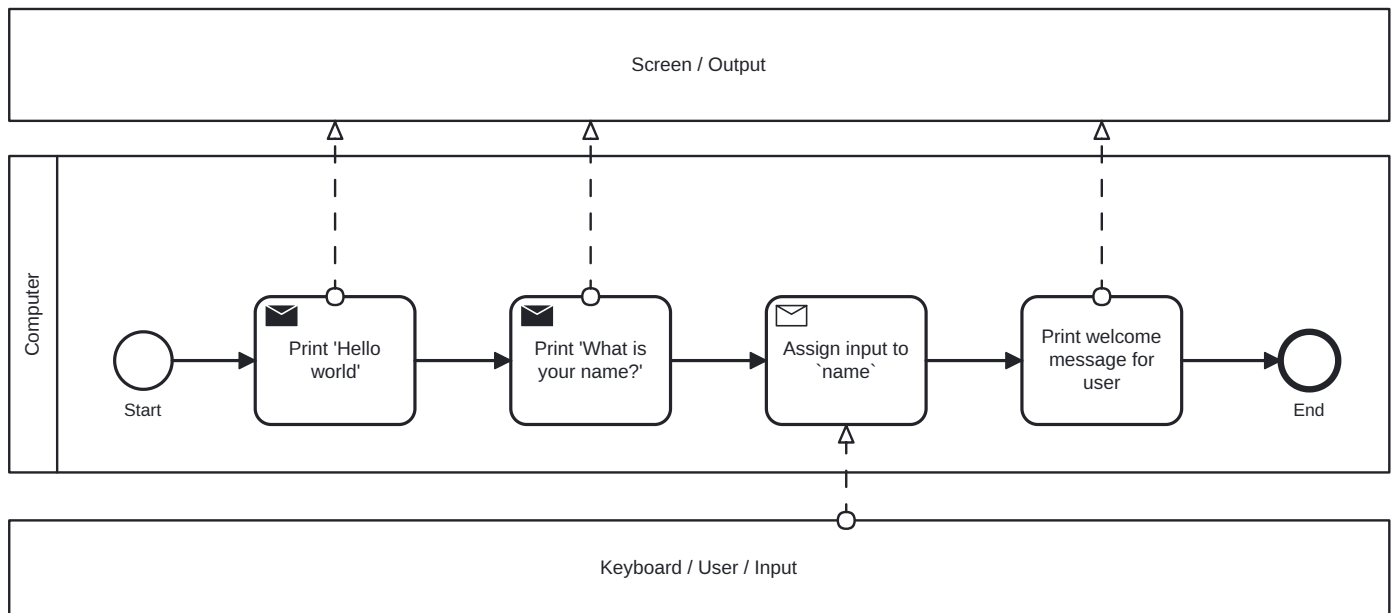 Screen / Output
Computer
Start
Print 'Hello
world'
Print 'What is
your name?'
Assign input to
`name`
Print welcome
message for
user
End
Keyboard / User / Input